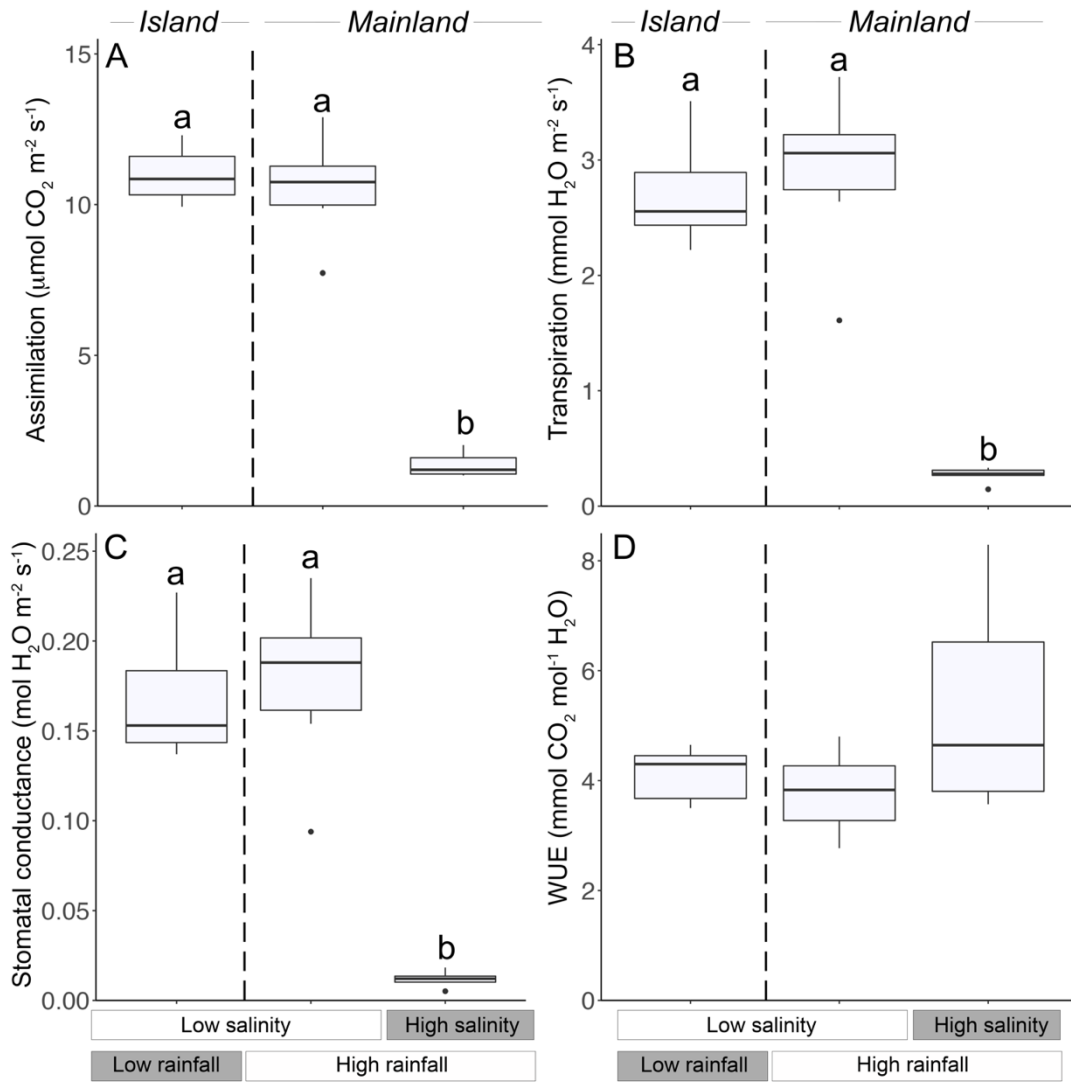 Island Mainland Island Mainland
A
15
10
5
0
Assimilation (μmol CO₂ m⁻² s⁻¹)
a
a
b
B
4
3
2
1
0
Transpiration (mmol H₂O m⁻² s⁻¹)
a
a
b
C
0.25
0.20
0.15
0.10
0.05
0.00
Stomatal conductance (mol H₂O m⁻² s⁻¹)
a
a
b
D
8
6
4
2
0
WUE (mmol CO₂ mol⁻¹ H₂O)
Low salinity High salinity Low salinity High salinity
Low rainfall High rainfall Low rainfall High rainfall